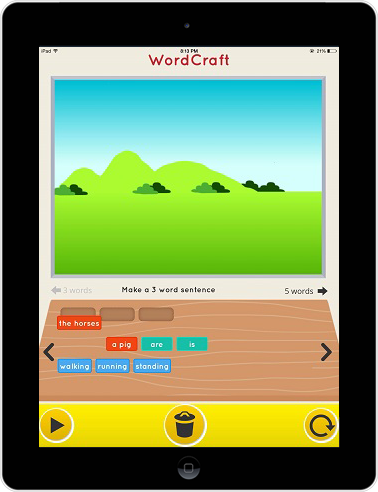 iPad 8:13 PM 21%
WordCraft
3 words Make a 3 word sentence 5 words
the horses
a pig are is
walking running standing